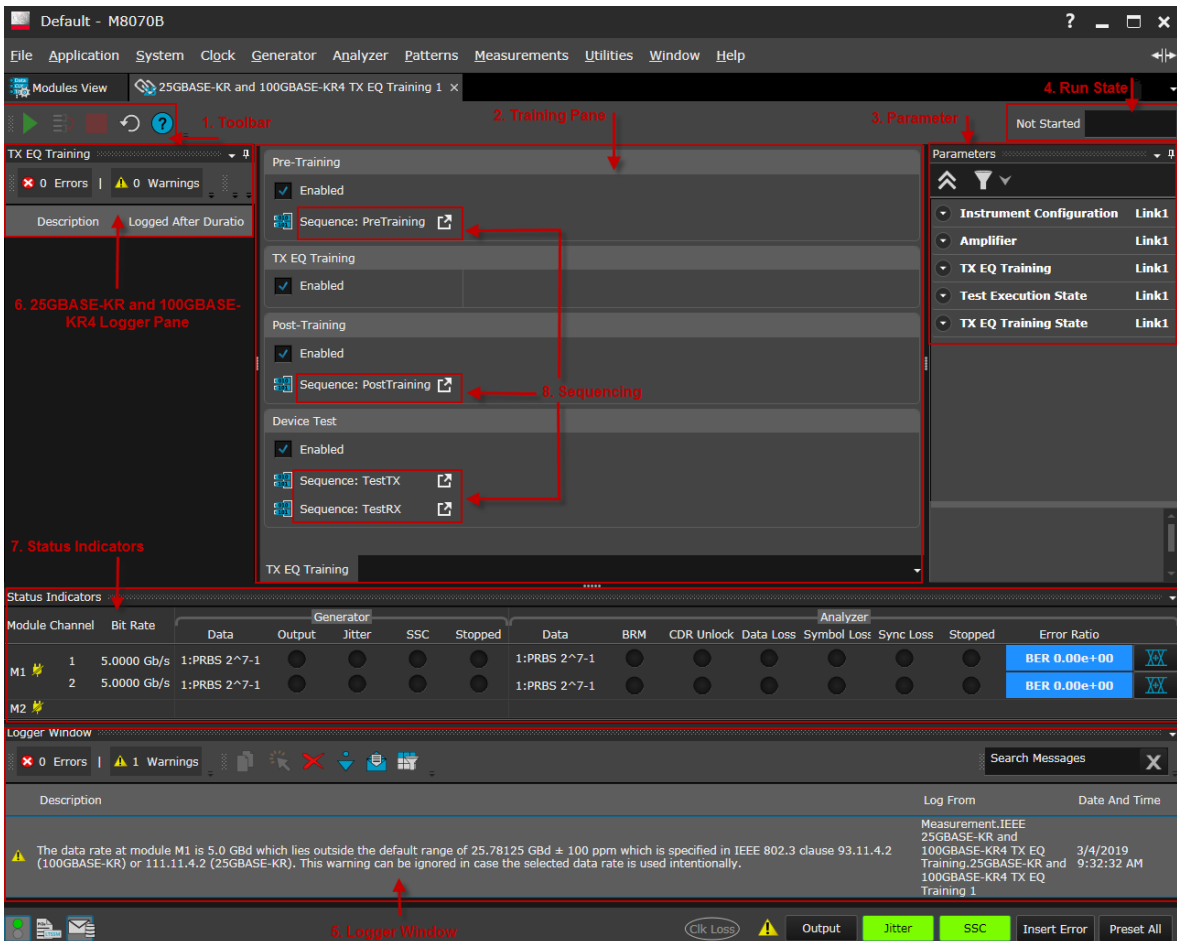 Default - M8070B
? 
File Application System Clock Generator Analyzer Patterns Measurements Utilities Window Help
Modules View
25GBASE-KR and 100GBASE-KR4 TX EQ Training 1
4. Run State
1. Toolbar
2. Training Pane
3. Parameter
Not Started
TX EQ Training
0 Errors | 0 Warnings
Description Logged After Duratio
6. 25GBASE-KR and 100GBASE-
KR4 Logger Pane
Pre-Training
Enabled
Sequence: PreTraining
TX EQ Training
Enabled
Post-Training
Enabled
Sequence: PostTraining
8. Sequencing
Device Test
Enabled
Sequence: TestTX
Sequence: TestRX
TX EQ Training
Parameters
Instrument Configuration Link1
Amplifier Link1
TX EQ Training Link1
Test Execution State Link1
TX EQ Training State Link1
7. Status Indicators
Status Indicators
Generator Analyzer
Module Channel Bit Rate Data Output Jitter SSC Stopped Data BRM CDR Unlock Data Loss Symbol Loss Sync Loss Stopped Error Ratio
M1 1 5.0000 Gb/s 1:PRBS 2^7-1 1:PRBS 2^7-1 BER 0.00e+00
2 5.0000 Gb/s 1:PRBS 2^7-1 1:PRBS 2^7-1 BER 0.00e+00
M2
Logger Window
0 Errors | 1 Warnings
Search Messages X
Description Log From Date And Time
The data rate at module M1 is 5.0 GBd which lies outside the default range of 25.78125 GBd ± 100 ppm which is specified in IEEE 802.3 clause 93.11.4.2
(100GBASE-KR) or 111.11.4.2 (25GBASE-KR). This warning can be ignored in case the selected data rate is used intentionally.
Measurement.IEEE
25GBASE-KR and
100GBASE-KR4 TX EQ
Training.25GBASE-KR and
100GBASE-KR4 TX EQ
Training 1
3/4/2019
9:32:32 AM
5. Logger Window
Clk Loss
Output
Jitter
SSC
Insert Error
Preset All